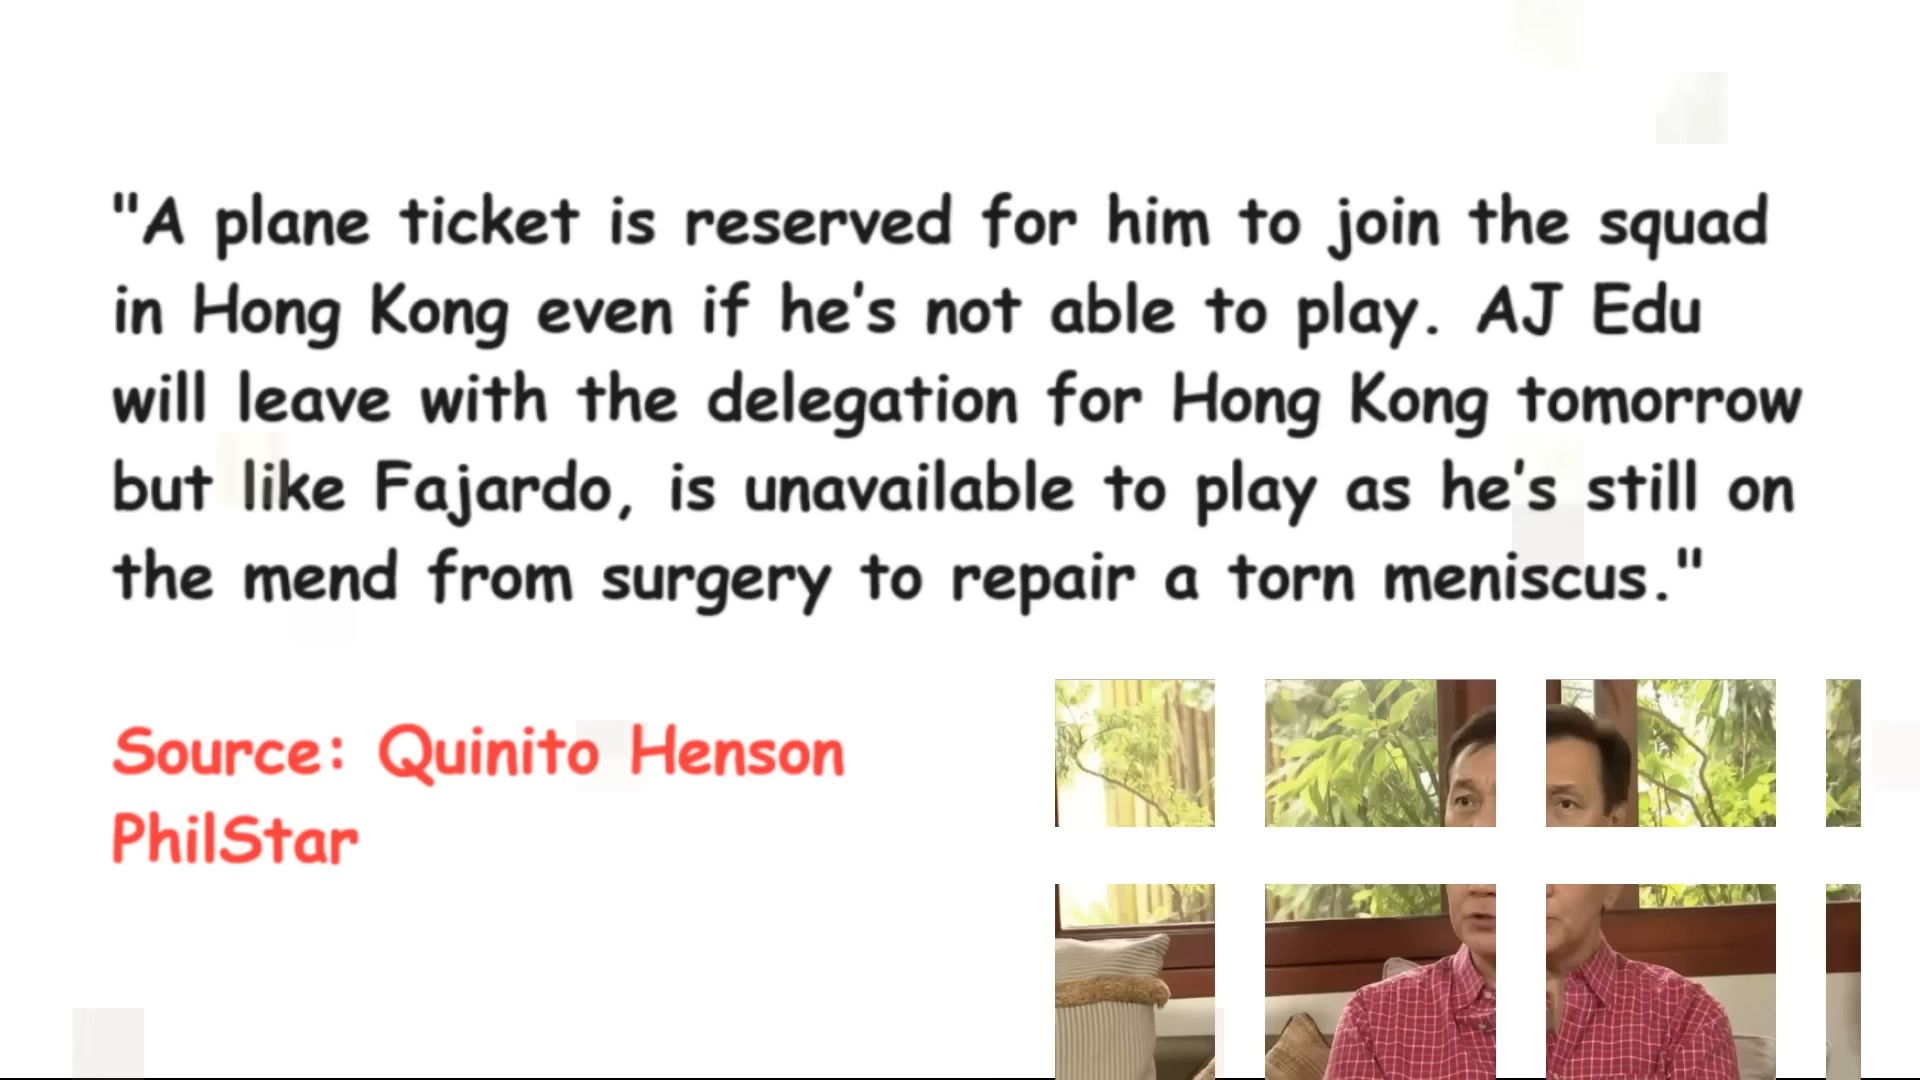 "A plane ticket is reserved for him to join the squad
in Hong Kong even if he's not able to play. AJ Edu
will leave with the delegation for Hong Kong tomorrow
but like Fajardo, is unavailable to play as he's still on
the mend from surgery to repair a torn meniscus."
Source: Quinito Henson
PhilStar